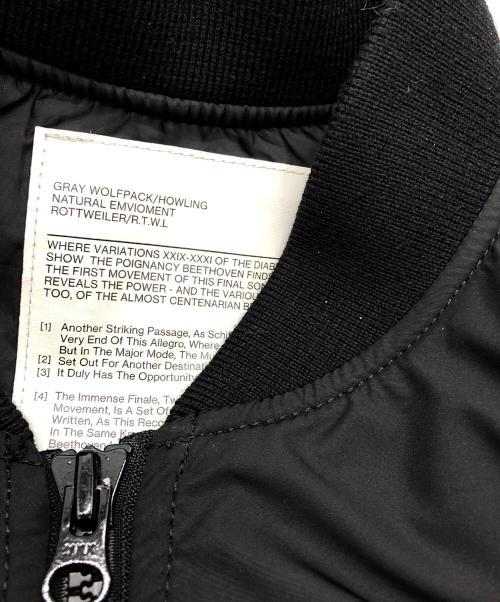 GRAY WOLFPACK/HOWLING
NATURAL EMVIOMENT
ROTTWEILER/R.T.W.L
WHERE VARIATIONS XXIX-XXXI OF THE
SHOW THE POIGNANCY BEETHOVEN FINDS
THE FIRST MOVEMENT OF THIS FINAL
REVEALS THE POWER - AND THE
TOO, OF THE ALMOST CENTENARIAN
[1] Another Striking Passage, As
Very End Of This Allegro,
But In The Major Mode, The
[2] Set Out For Another
[3] It Duly Has The Opportunity
[4] The Immense Finale,
Movement, Is A Set Of
Written, As This
In The Same
Beethoven